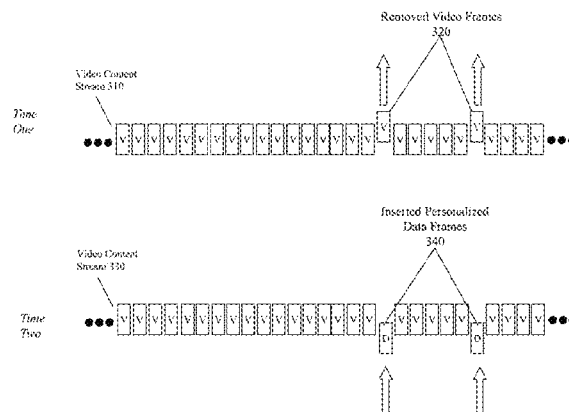 Removed Video Frames
320
Video Content
Stream 310
Time
One
V V V V V V V V V V V V V V V V V V V V V V V V V V V V
Inserted Personalized
Data Frames
340
Video Content
Stream 330
Time
Two
V V V V V V V V V V V V V V V V V D V V V V V D V V V V